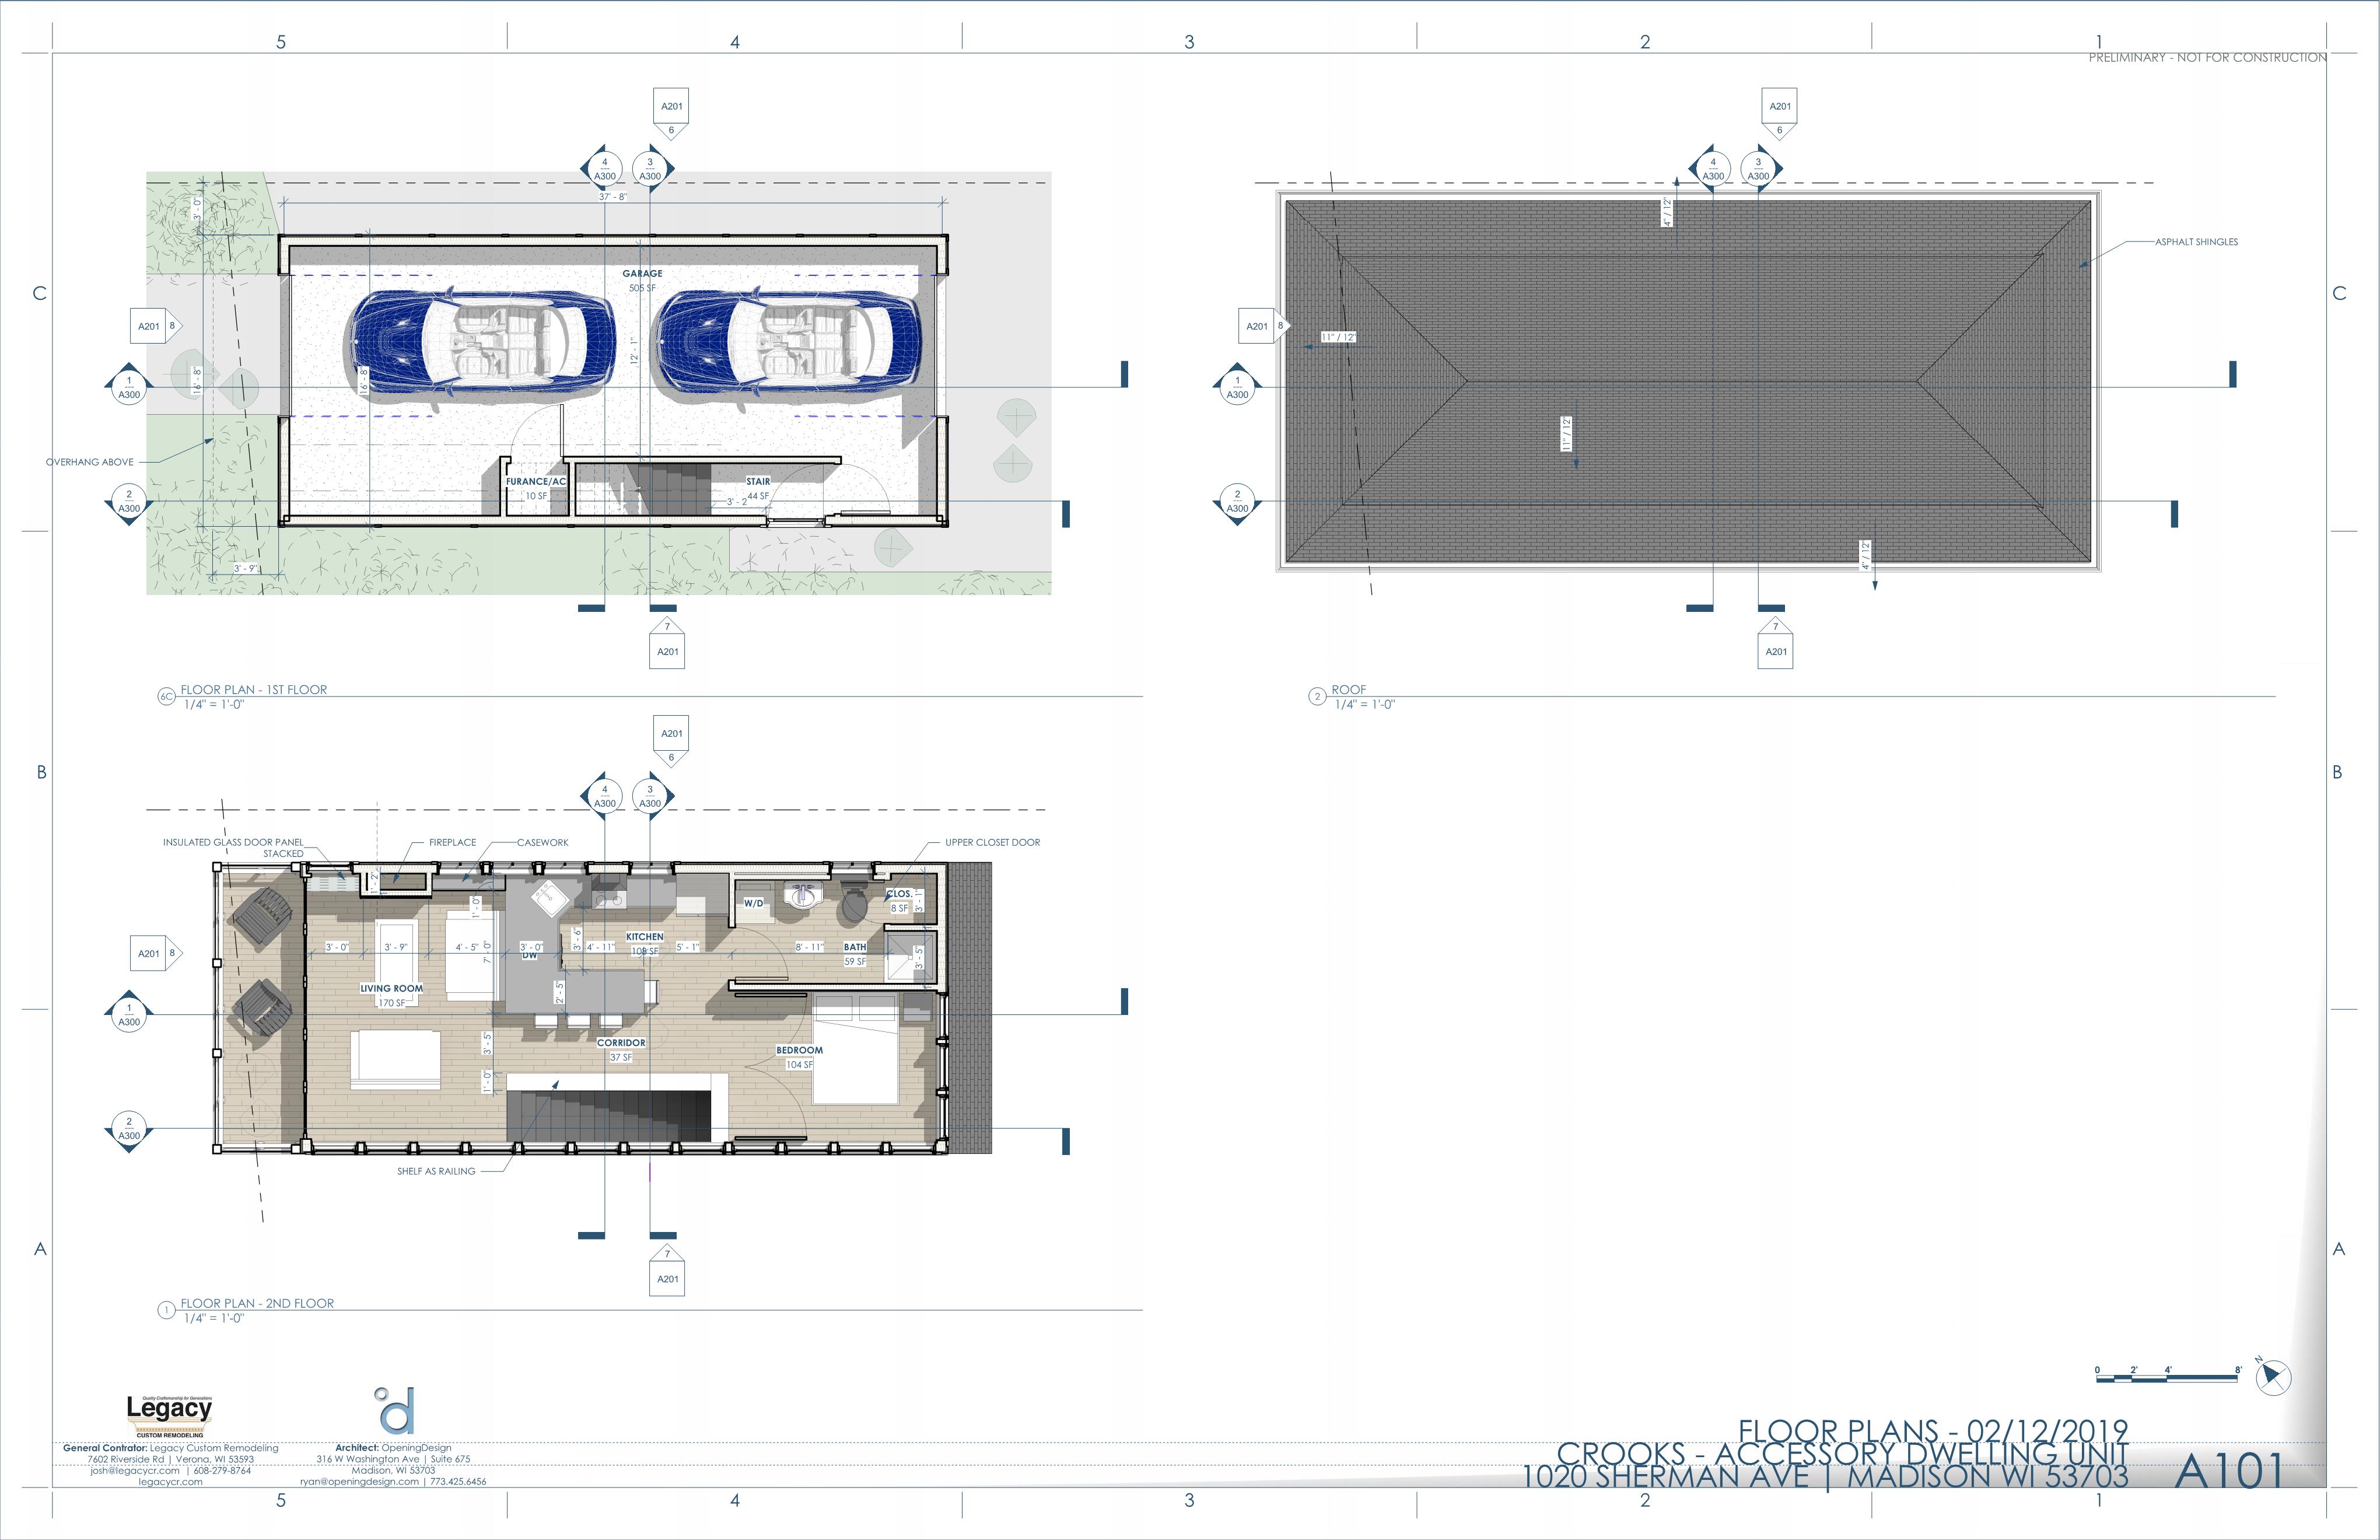 5
4
3
2
1
PRELIMINARY - NOT FOR CONSTRUCTION
C
C
B
B
A
A
A201
6
4
A300
3
A300
37' - 8"
3' - 0"
GARAGE
505 SF
12' - 1"
16' - 8"
16' - 8"
A201
8
1
A300
OVERHANG ABOVE
2
A300
FURANCE/AC
10 SF
STAIR
44 SF
3' - 2"
3' - 9"
7
A201
6C
FLOOR PLAN - 1ST FLOOR
1/4" = 1'-0"
A201
6
4
A300
3
A300
4" / 12"
ASPHALT SHINGLES
A201
8
11" / 12"
1
A300
11" / 12"
2
A300
4" / 12"
7
A201
2
ROOF
1/4" = 1'-0"
A201
6
4
A300
3
A300
INSULATED GLASS DOOR PANEL
STACKED
FIREPLACE
CASEWORK
UPPER CLOSET DOOR
1' - 2"
1' - 0"
W/D
CLOS.
8 SF
3' - 1"
A201
8
3' - 0"
3' - 9"
4' - 5"
7' - 0"
3' - 0"
DW
3' - 6"
4' - 11"
KITCHEN
108 SF
5' - 1"
8' - 11"
BATH
59 SF
3' - 5"
LIVING ROOM
170 SF
2' - 5"
1
A300
3' - 5"
CORRIDOR
37 SF
BEDROOM
104 SF
1' - 0"
2
A300
SHELF AS RAILING
7
A201
1
FLOOR PLAN - 2ND FLOOR
1/4" = 1'-0"
0 2' 4' 8'
N
Quality Craftsmanship for Generations
Legacy
CUSTOM REMODELING
General Contrator: Legacy Custom Remodeling
7602 Riverside Rd | Verona, WI 53593
josh@legacycr.com | 608-279-8764
legacycr.com
d
Architect: OpeningDesign
316 W Washington Ave | Suite 675
Madison, WI 53703
ryan@openingdesign.com | 773.425.6456
FLOOR PLANS - 02/12/2019
CROOKS - ACCESSORY DWELLING UNIT
1020 SHERMAN AVE | MADISON WI 53703
A101
5
4
3
2
1